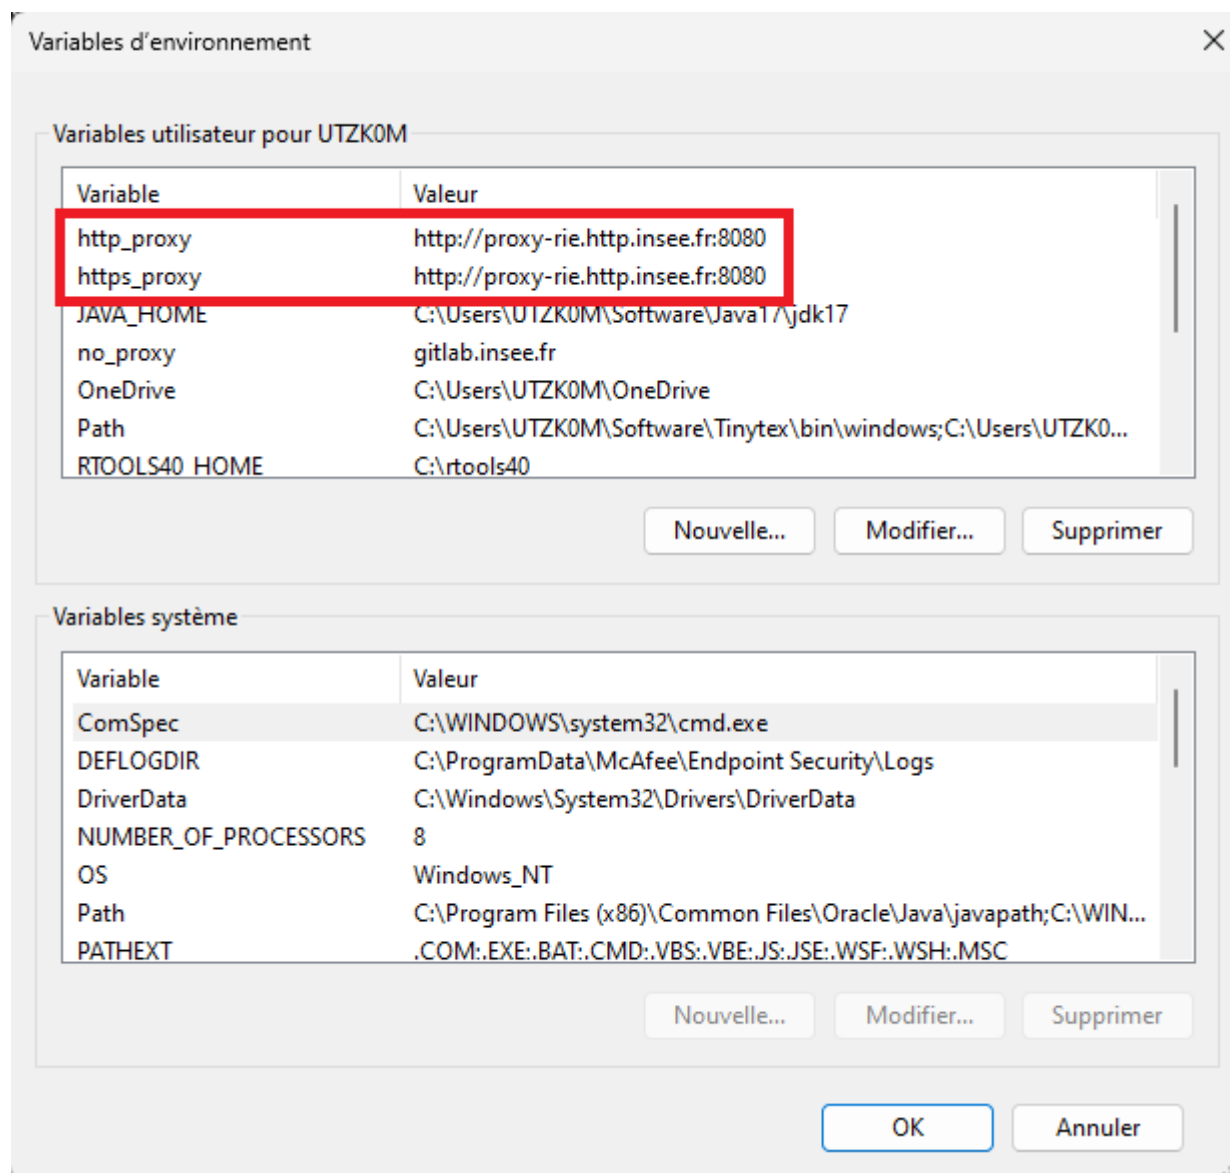 Variables d'environnement
Variables utilisateur pour UTZK0M
Variable Valeur
http_proxy http://proxy-rie.http.insee.fr:8080
https_proxy http://proxy-rie.http.insee.fr:8080
JAVA_HOME C:\Users\UTZK0M\Software\Java17\jdk17
no_proxy gitlab.insee.fr
OneDrive C:\Users\UTZK0M\OneDrive
Path C:\Users\UTZK0M\Software\Tinytex\bin\windows;C:\Users\UTZK0...
RTOOLS40_HOME C:\rtools40
Nouvelle... Modifier... Supprimer
Variables système
Variable Valeur
ComSpec C:\WINDOWS\system32\cmd.exe
DEFLOGDIR C:\ProgramData\McAfee\Endpoint Security\Logs
DriverData C:\Windows\System32\Drivers\DriverData
NUMBER_OF_PROCESSORS 8
OS Windows_NT
Path C:\Program Files (x86)\Common Files\Oracle\Java\javapath;C:\WIN...
PATHEXT .COM;.EXE;.BAT;.CMD;.VBS;.VBE;.JS;.JSE;.WSF;.WSH;.MSC
Nouvelle... Modifier... Supprimer
OK Annuler